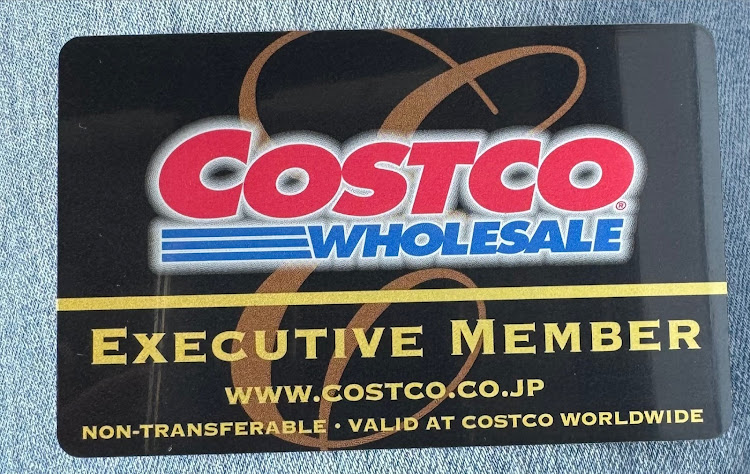 COSTCO®
WHOLESALE
EXECUTIVE MEMBER
WWW.COSTCO.CO.JP
NON-TRANSFERABLE • VALID AT COSTCO WORLDWIDE